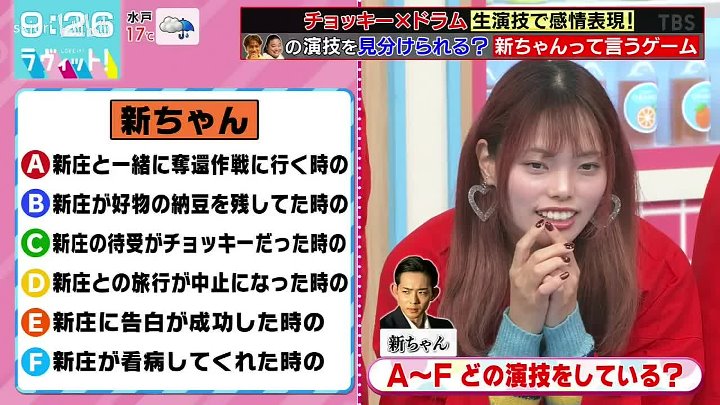 9:26
水戸
17℃
LOVE it!
ラヴィット!
チョッキー×ドラム 生演技で感情表現!
の演技を見分けられる? 新ちゃんって言うゲーム
TBS
新ちゃん
A 新庄と一緒に奪還作戦に行く時の
B 新庄が好物の納豆を残してた時の
C 新庄の待受がチョッキーだった時の
D 新庄との旅行が中止になった時の
E 新庄に告白が成功した時の
F 新庄が看病してくれた時の
新ちゃん
A~F どの演技をしている?